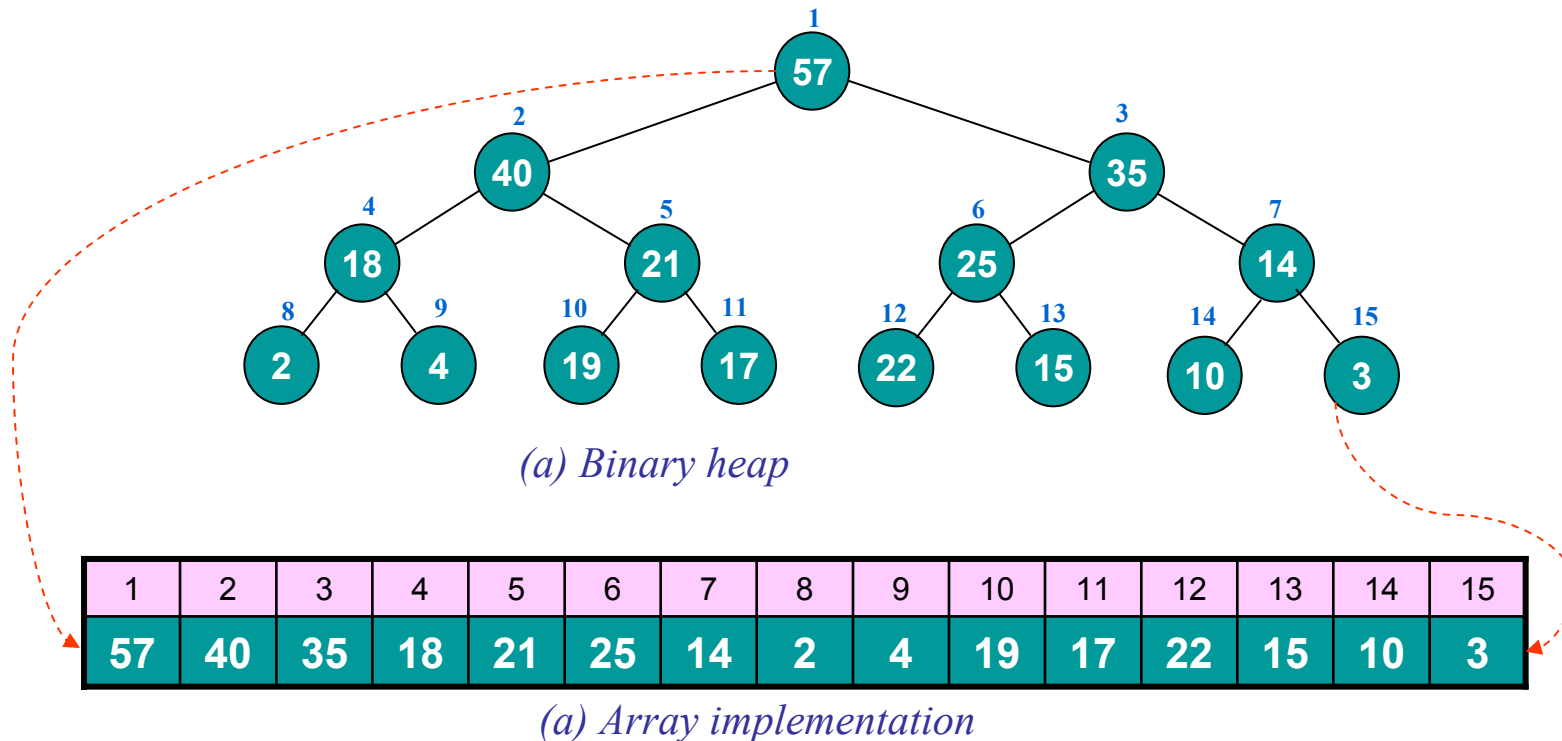 1
57
2 3
40 35
4 5 6 7
18 21 25 14
8 9 10 11 12 13 14 15
2 4 19 17 22 15 10 3
(a) Binary heap
1 2 3 4 5 6 7 8 9 10 11 12 13 14 15
57 40 35 18 21 25 14 2 4 19 17 22 15 10 3
(a) Array implementation